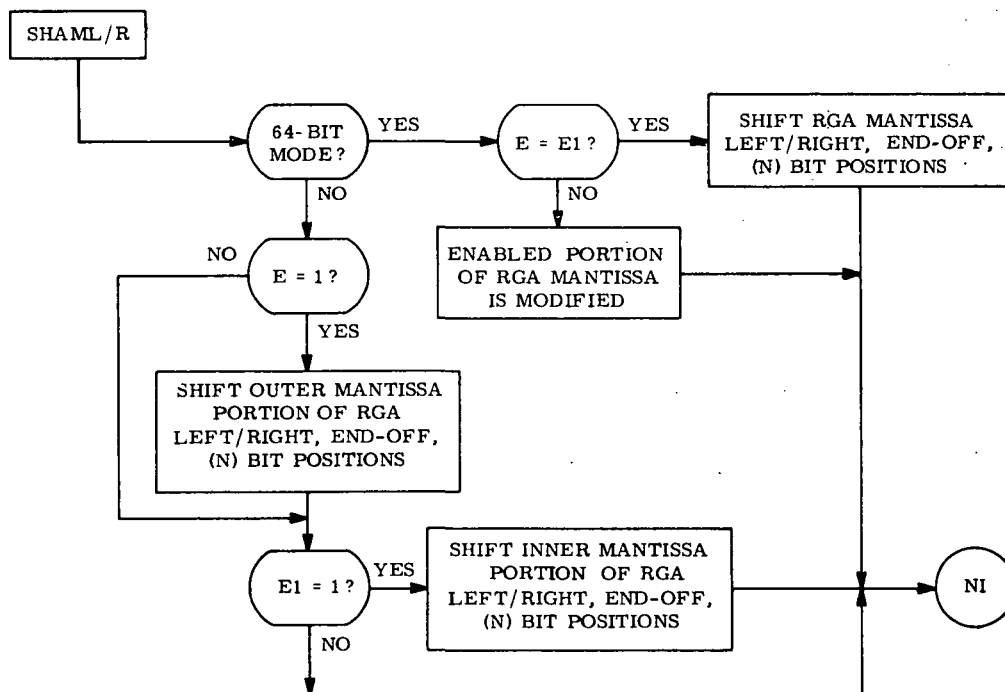 SHAML/R
64-BIT
MODE?
YES
E = E1?
YES
SHIFT RGA MANTISSA
LEFT/RIGHT, END-OFF,
(N) BIT POSITIONS
NO
NO
ENABLED PORTION
OF RGA MANTISSA
IS MODIFIED
NO
E = 1?
YES
SHIFT OUTER MANTISSA
PORTION OF RGA
LEFT/RIGHT, END-OFF,
(N) BIT POSITIONS
E1 = 1?
YES
SHIFT INNER MANTISSA
PORTION OF RGA
LEFT/RIGHT, END-OFF,
(N) BIT POSITIONS
NI
NO